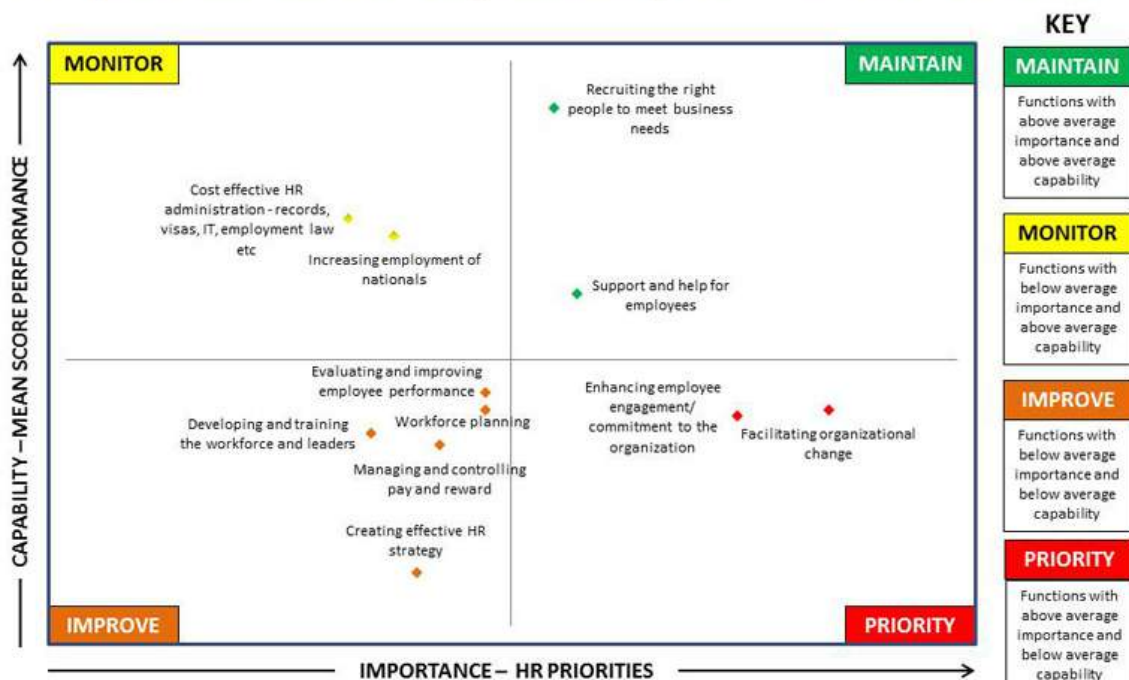 KEY
MONITOR
MAINTAIN
Recruiting the right
people to meet business
needs
Cost effective HR
administration - records,
visas, IT, employment law
etc
Increasing employment of
nationals
Support and help for
employees
Evaluating and improving
employee performance
Workforce planning
Developing and training
the workforce and leaders
Managing and controlling
pay and reward
Creating effective HR
strategy
Enhancing employee
engagement/
commitment to the
organization
Facilitating organizational
change
IMPROVE
PRIORITY
CAPABILITY – MEAN SCORE PERFORMANCE
IMPORTANCE – HR PRIORITIES
MAINTAIN
Functions with
above average
importance and
above average
capability
MONITOR
Functions with
below average
importance and
above average
capability
IMPROVE
Functions with
below average
importance and
below average
capability
PRIORITY
Functions with
above average
importance and
below average
capability